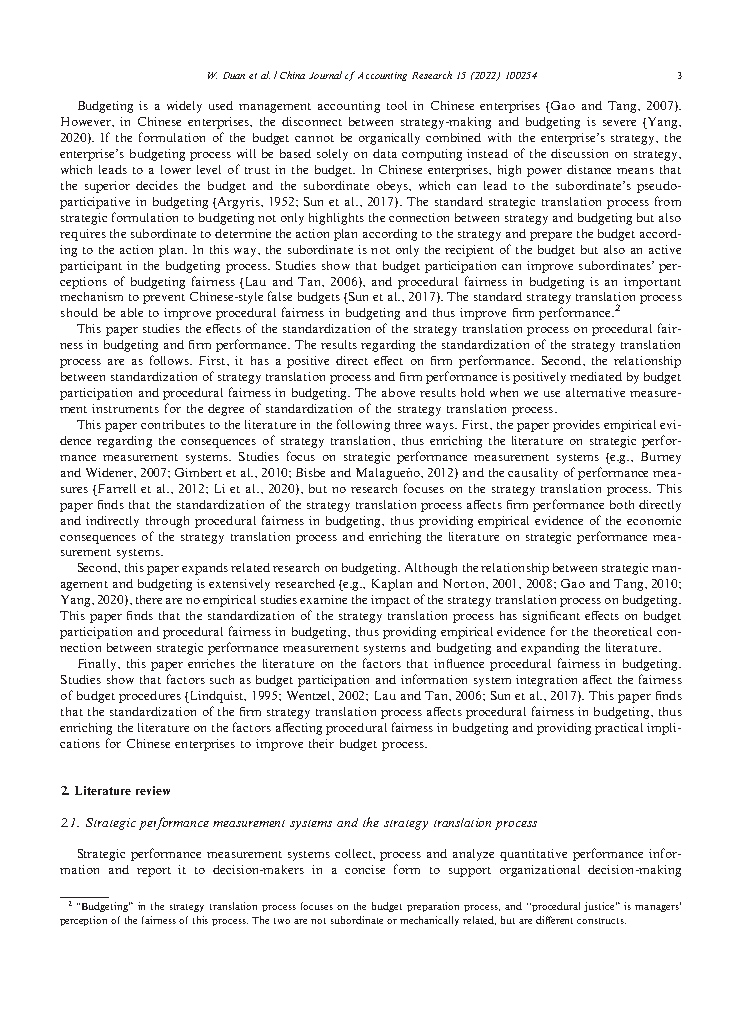 W. Duan et al. / China Journal of Accounting Research 15 (2022) 100254
3
Budgeting is a widely used management accounting tool in Chinese enterprises (Gao and Tang, 2007).
However, in Chinese enterprises, the disconnect between strategy-making and budgeting is severe (Yang,
2020). If the formulation of the budget cannot be organically combined with the enterprise's strategy, the
enterprise's budgeting process will be based solely on data computing instead of the discussion on strategy,
which leads to a lower level of trust in the budget. In Chinese enterprises, high power distance means that
the superior decides the budget and the subordinate obeys, which can lead to the subordinate's pseudo-
participative in budgeting (Argyris, 1952; Sun et al., 2017). The standard strategic translation process from
strategic formulation to budgeting not only highlights the connection between strategy and budgeting but also
requires the subordinate to determine the action plan according to the strategy and prepare the budget accord-
ing to the action plan. In this way, the subordinate is not only the recipient of the budget but also an active
participant in the budgeting process. Studies show that budget participation can improve subordinates' per-
ceptions of budgeting fairness (Lau and Tan, 2006), and procedural fairness in budgeting is an important
mechanism to prevent Chinese-style false budgets (Sun et al., 2017). The standard strategy translation process
should be able to improve procedural fairness in budgeting and thus improve firm performance.2
This paper studies the effects of the standardization of the strategy translation process on procedural fair-
ness in budgeting and firm performance. The results regarding the standardization of the strategy translation
process are as follows. First, it has a positive direct effect on firm performance. Second, the relationship
between standardization of strategy translation process and firm performance is positively mediated by budget
participation and procedural fairness in budgeting. The above results hold when we use alternative measure-
ment instruments for the degree of standardization of the strategy translation process.
This paper contributes to the literature in the following three ways. First, the paper provides empirical evi-
dence regarding the consequences of strategy translation, thus enriching the literature on strategic perfor-
mance measurement systems. Studies focus on strategic performance measurement systems (e.g., Burney
and Widener, 2007; Gimbert et al., 2010; Bisbe and Malagueño, 2012) and the causality of performance mea-
sures (Farrell et al., 2012; Li et al., 2020), but no research focuses on the strategy translation process. This
paper finds that the standardization of the strategy translation process affects firm performance both directly
and indirectly through procedural fairness in budgeting, thus providing empirical evidence of the economic
consequences of the strategy translation process and enriching the literature on strategic performance mea-
surement systems.
Second, this paper expands related research on budgeting. Although the relationship between strategic man-
agement and budgeting is extensively researched (e.g., Kaplan and Norton, 2001, 2008; Gao and Tang, 2010;
Yang, 2020), there are no empirical studies examine the impact of the strategy translation process on budgeting.
This paper finds that the standardization of the strategy translation process has significant effects on budget
participation and procedural fairness in budgeting, thus providing empirical evidence for the theoretical con-
nection between strategic performance measurement systems and budgeting and expanding the literature.
Finally, this paper enriches the literature on the factors that influence procedural fairness in budgeting.
Studies show that factors such as budget participation and information system integration affect the fairness
of budget procedures (Lindquist, 1995; Wentzel, 2002; Lau and Tan, 2006; Sun et al., 2017). This paper finds
that the standardization of the firm strategy translation process affects procedural fairness in budgeting, thus
enriching the literature on the factors affecting procedural fairness in budgeting and providing practical impli-
cations for Chinese enterprises to improve their budget process.
2. Literature review
2.1. Strategic performance measurement systems and the strategy translation process
Strategic performance measurement systems collect, process and analyze quantitative performance infor-
mation and report it to decision-makers in a concise form to support organizational decision-making
2 "Budgeting" in the strategy translation process focuses on the budget preparation process, and "procedural justice" is managers'
perception of the fairness of this process. The two are not subordinate or mechanically related, but are different constructs.